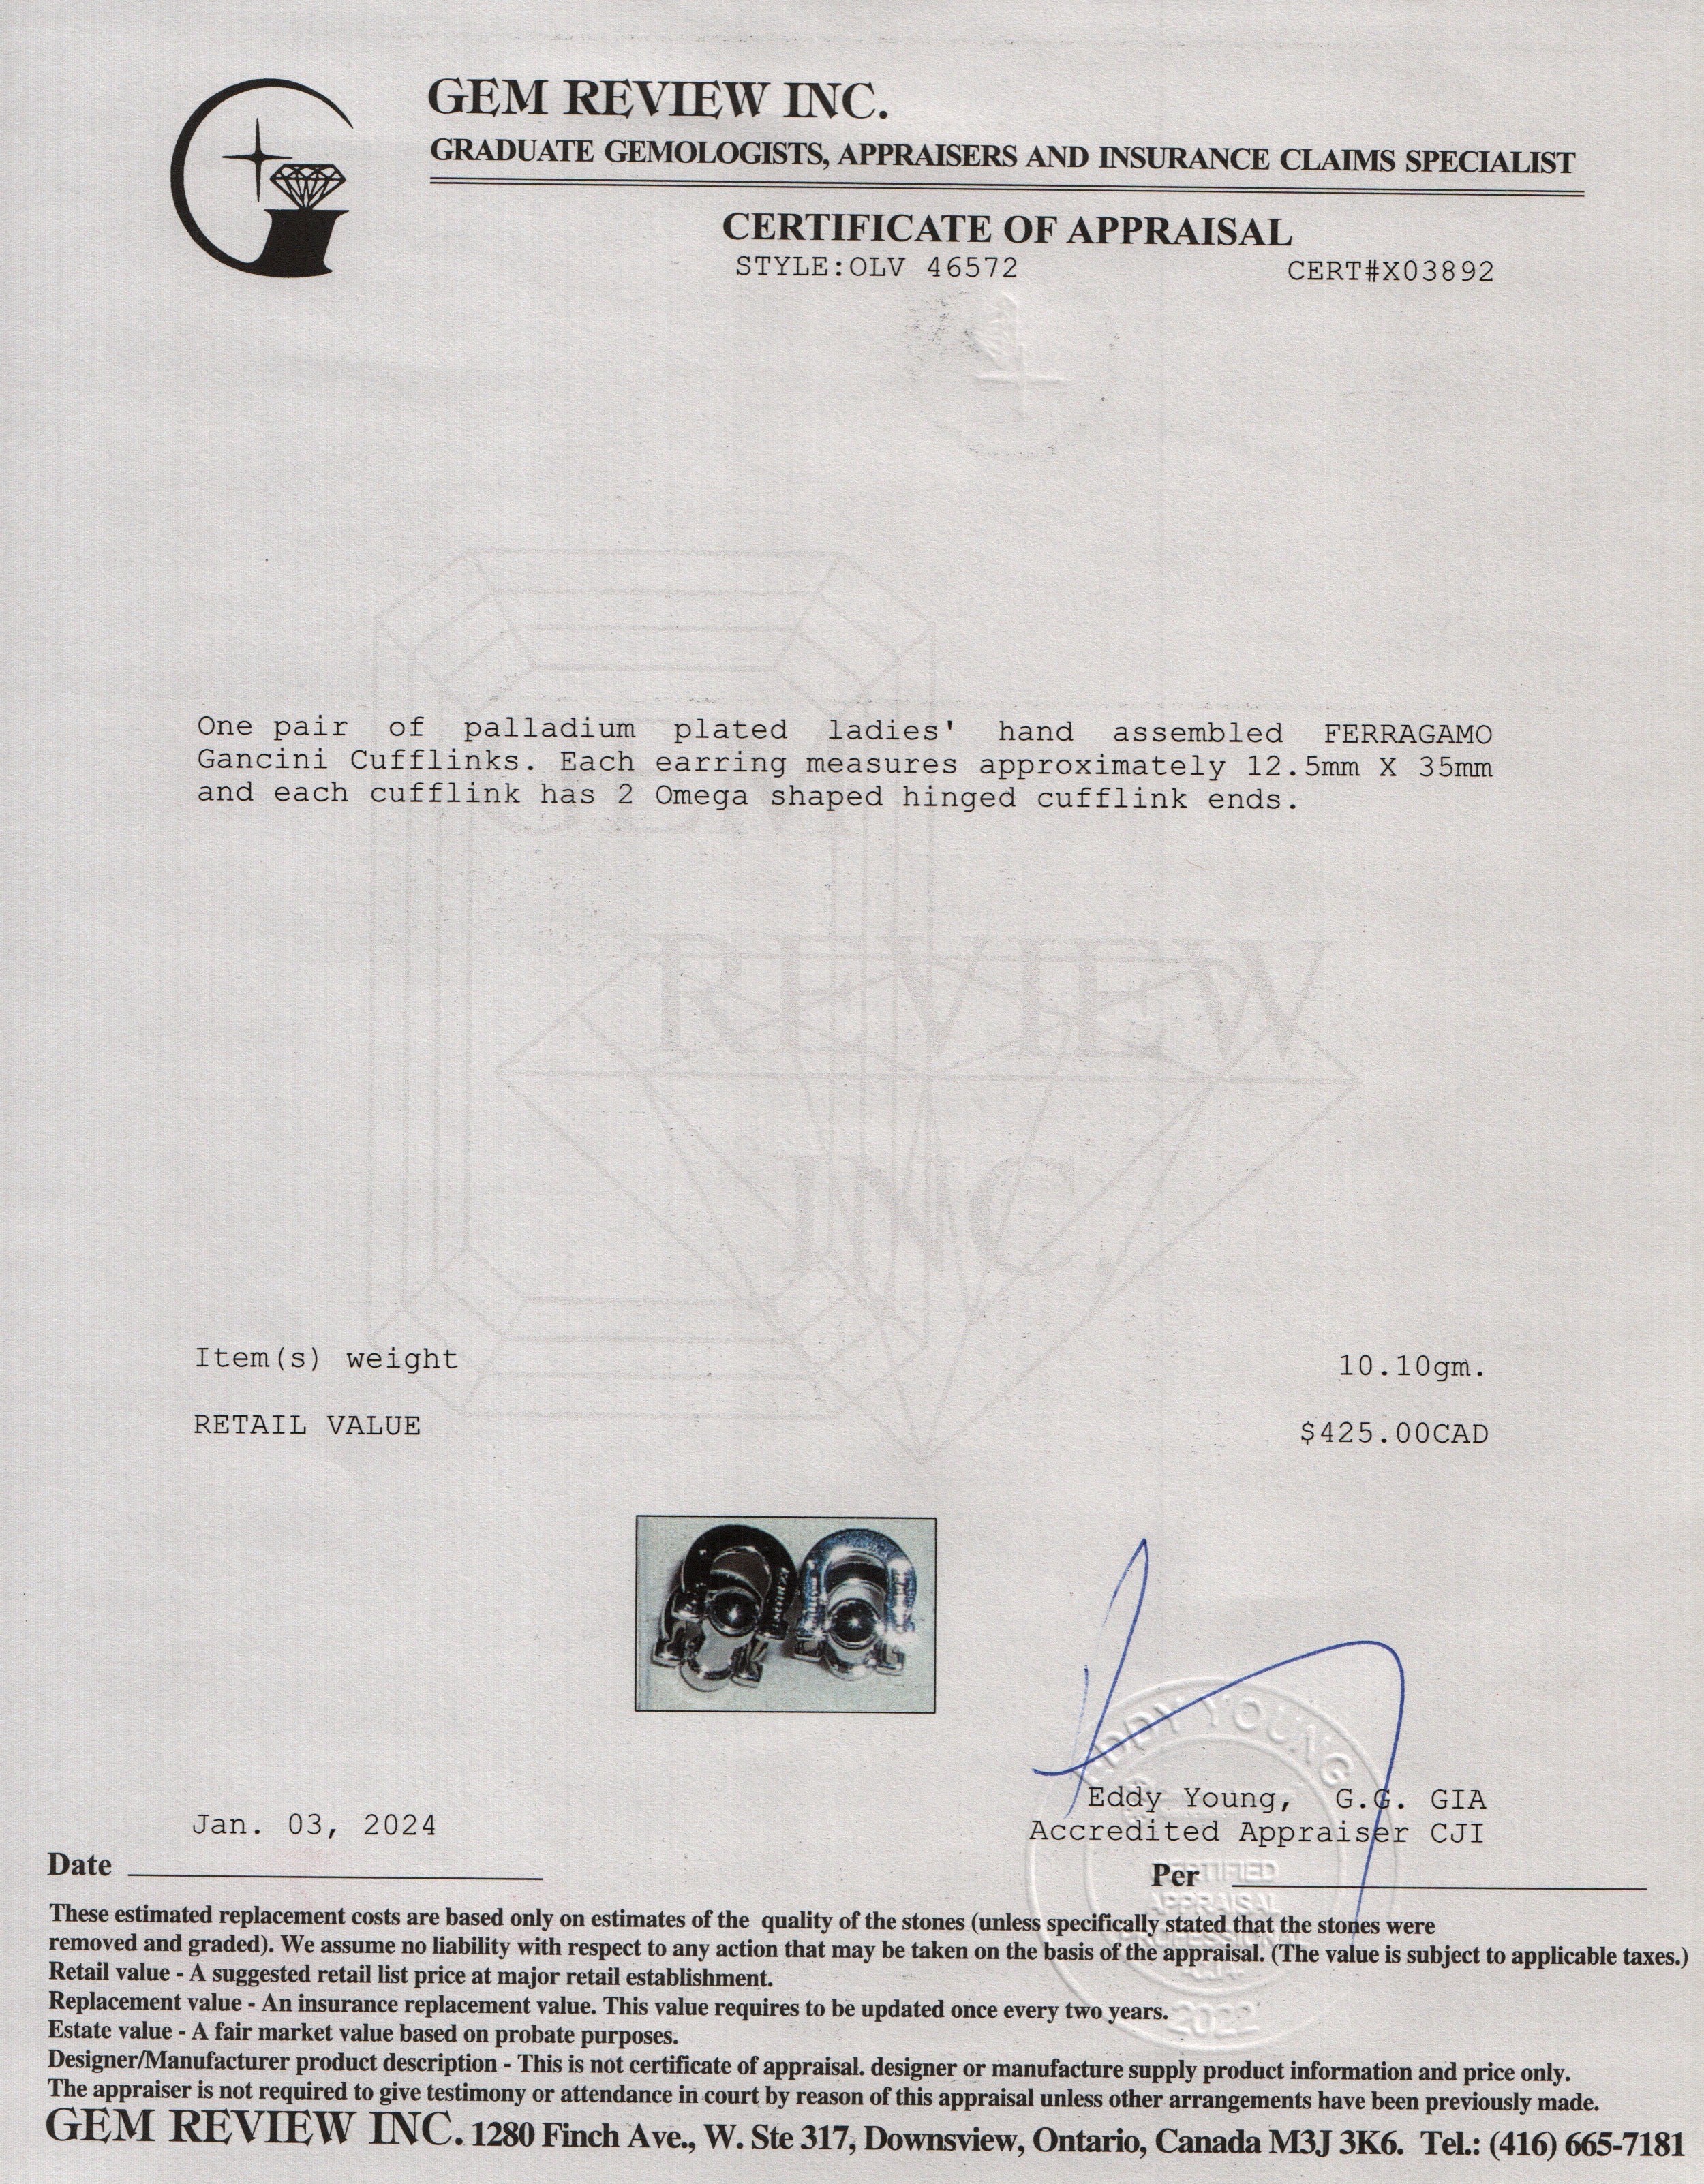 GEM REVIEW INC.
GRADUATE GEMOLOGISTS, APPRAISERS AND INSURANCE CLAIMS SPECIALIST
CERTIFICATE OF APPRAISAL
STYLE:OLV 46572 CERT#X03892
One pair of palladium plated ladies' hand assembled FERRAGAMO
Gancini Cufflinks. Each earring measures approximately 12.5mm X 35mm
and each cufflink has 2 Omega shaped hinged cufflink ends.
GEM
REVIEW
INC.
Item(s) weight 10.10gm.
RETAIL VALUE $425.00CAD
EDDY YOUNG
Eddy Young, G.G. GIA
Jan. 03, 2024 Accredited Appraiser CJI
Date Per
CERTIFIED
APPRAISAL
PROFESSIONAL
2022
These estimated replacement costs are based only on estimates of the quality of the stones (unless specifically stated that the stones were
removed and graded). We assume no liability with respect to any action that may be taken on the basis of the appraisal. (The value is subject to applicable taxes.)
Retail value - A suggested retail list price at major retail establishment.
Replacement value - An insurance replacement value. This value requires to be updated once every two years.
Estate value - A fair market value based on probate purposes.
Designer/Manufacturer product description - This is not certificate of appraisal. designer or manufacture supply product information and price only.
The appraiser is not required to give testimony or attendance in court by reason of this appraisal unless other arrangements have been previously made.
GEM REVIEW INC. 1280 Finch Ave., W. Ste 317, Downsview, Ontario, Canada M3J 3K6. Tel.: (416) 665-7181